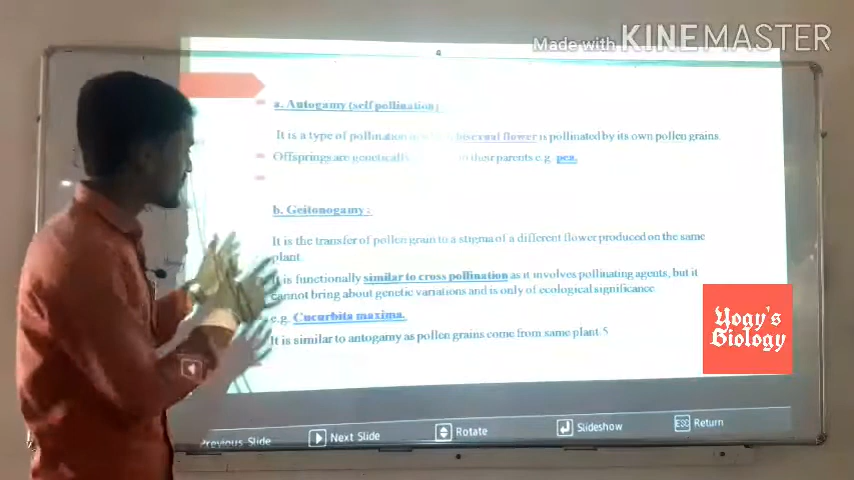 4
Made with KINEMASTER
a. Autogamy (self pollination)
It is a type of pollination bisexual flower is pollinated by its own pollen grains.
Offsprings are genetically to their parents e.g. pea.
b. Geitonogamy :
It is the transfer of pollen grain to a stigma of a different flower produced on the same
plant.
It is functionally similar to cross pollination as it involves pollinating agents, but it
cannot bring about genetic variations and is only of ecological significance
e.g. Cucurbita maxima.
It is similar to autogamy as pollen grains come from same plant.5
Yogy's
Biology
Previous Slide Next Slide Rotate Slideshow ESC Return